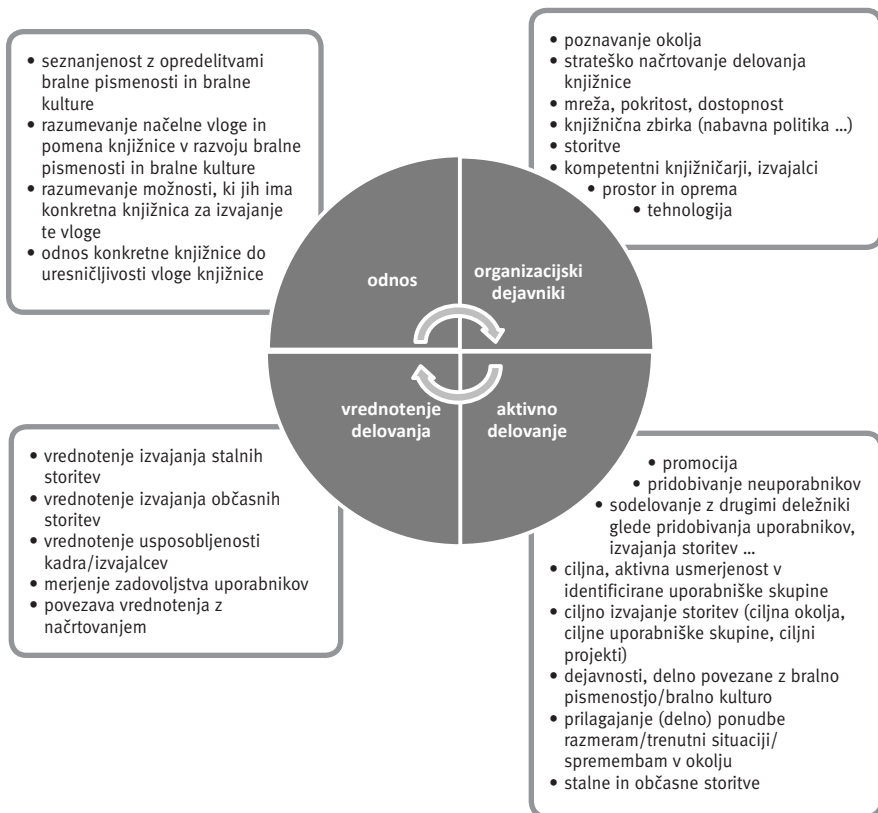 • seznanjenost z opredelitvami
bralne pismenosti in bralne
kulture
• razumevanje načelne vloge in
pomena knjižnice v razvoju bralne
pismenosti in bralne kulture
• razumevanje možnosti, ki jih ima
konkretna knjižnica za izvajanje
te vloge
• odnos konkretne knjižnice do
uresničljivosti vloge knjižnice
• poznavanje okolja
• strateško načrtovanje delovanja
knjižnice
• mreža, pokritost, dostopnost
• knjižnična zbirka (nabavna politika ...)
• storitve
• kompetentni knjižničarji, izvajalci
• prostor in oprema
• tehnologija
odnos
organizacijski
dejavniki
vrednotenje
delovanja
aktivno
delovanje
• vrednotenje izvajanja stalnih
storitev
• vrednotenje izvajanja občasnih
storitev
• vrednotenje usposobljenosti
kadra/izvajalcev
• merjenje zadovoljstva uporabnikov
• povezava vrednotenja z
načrtovanjem
• promocija
• pridobivanje neuporabnikov
• sodelovanje z drugimi deležniki
glede pridobivanja uporabnikov,
izvajanja storitev ...
• ciljna, aktivna usmerjenost v
identificirane uporabniške skupine
• ciljno izvajanje storitev (ciljna okolja,
ciljne uporabniške skupine, ciljni
projekti)
• dejavnosti, delno povezane z bralno
pismenostjo/bralno kulturo
• prilagajanje (delno) ponudbe
razmeram/trenutni situaciji/
spremembam v okolju
• stalne in občasne storitve